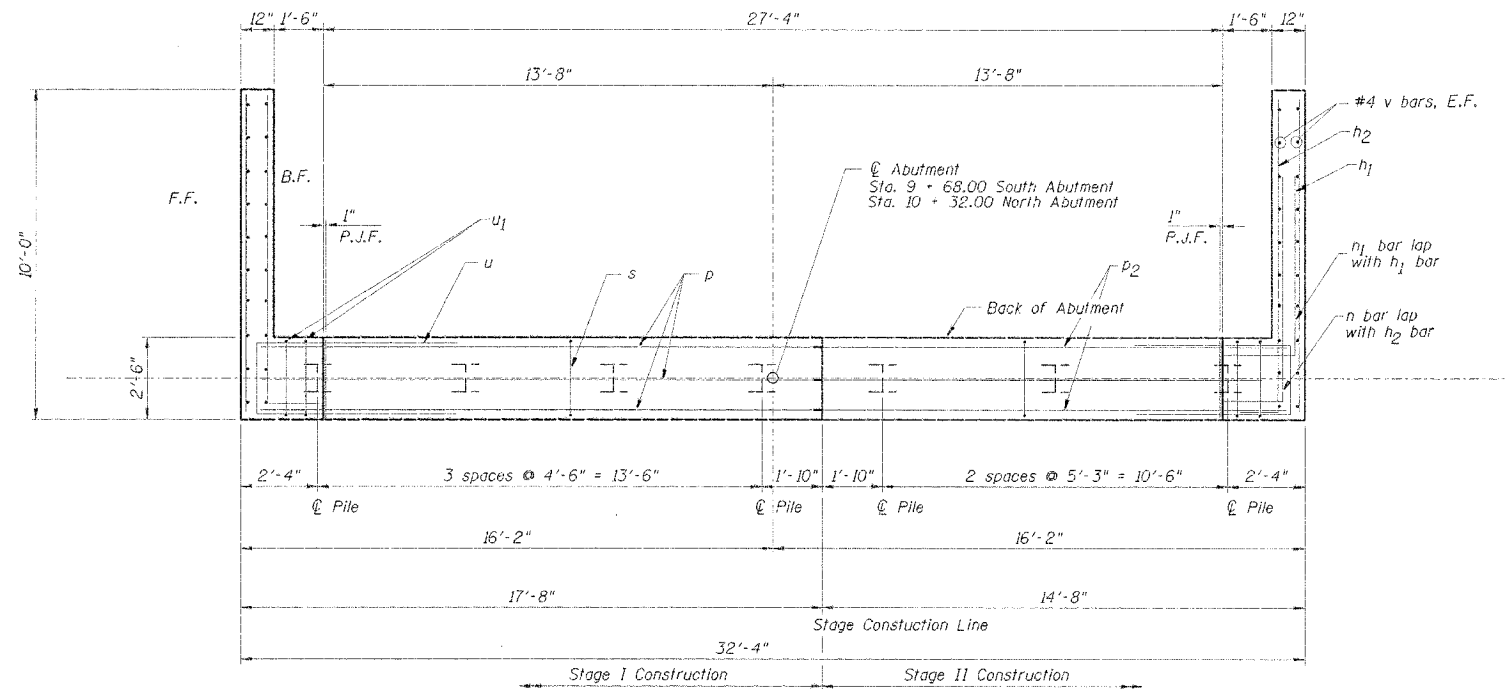 12" 1'-6" 27'-4" 1'-6" 12"
13'-8" 13'-8"
#4 v bars, E.F.
h2
h1
℄ Abutment
Sta. 9 + 68.00 South Abutment
Sta. 10 + 32.00 North Abutment
B.F.
F.F.
10'-0"
1"
P.J.F.
u1
u
s
p
1"
P.J.F.
p2
n1 bar lap
with h1 bar
Back of Abutment
n bar lap
with h2 bar
2'-6"
2'-4" 3 spaces @ 4'-6" = 13'-6" 1'-10" 1'-10" 2 spaces @ 5'-3" = 10'-6" 2'-4"
℄ Pile ℄ Pile ℄ Pile ℄ Pile
16'-2" 16'-2"
17'-8" 14'-8"
Stage Constuction Line
32'-4"
Stage I Construction Stage II Construction